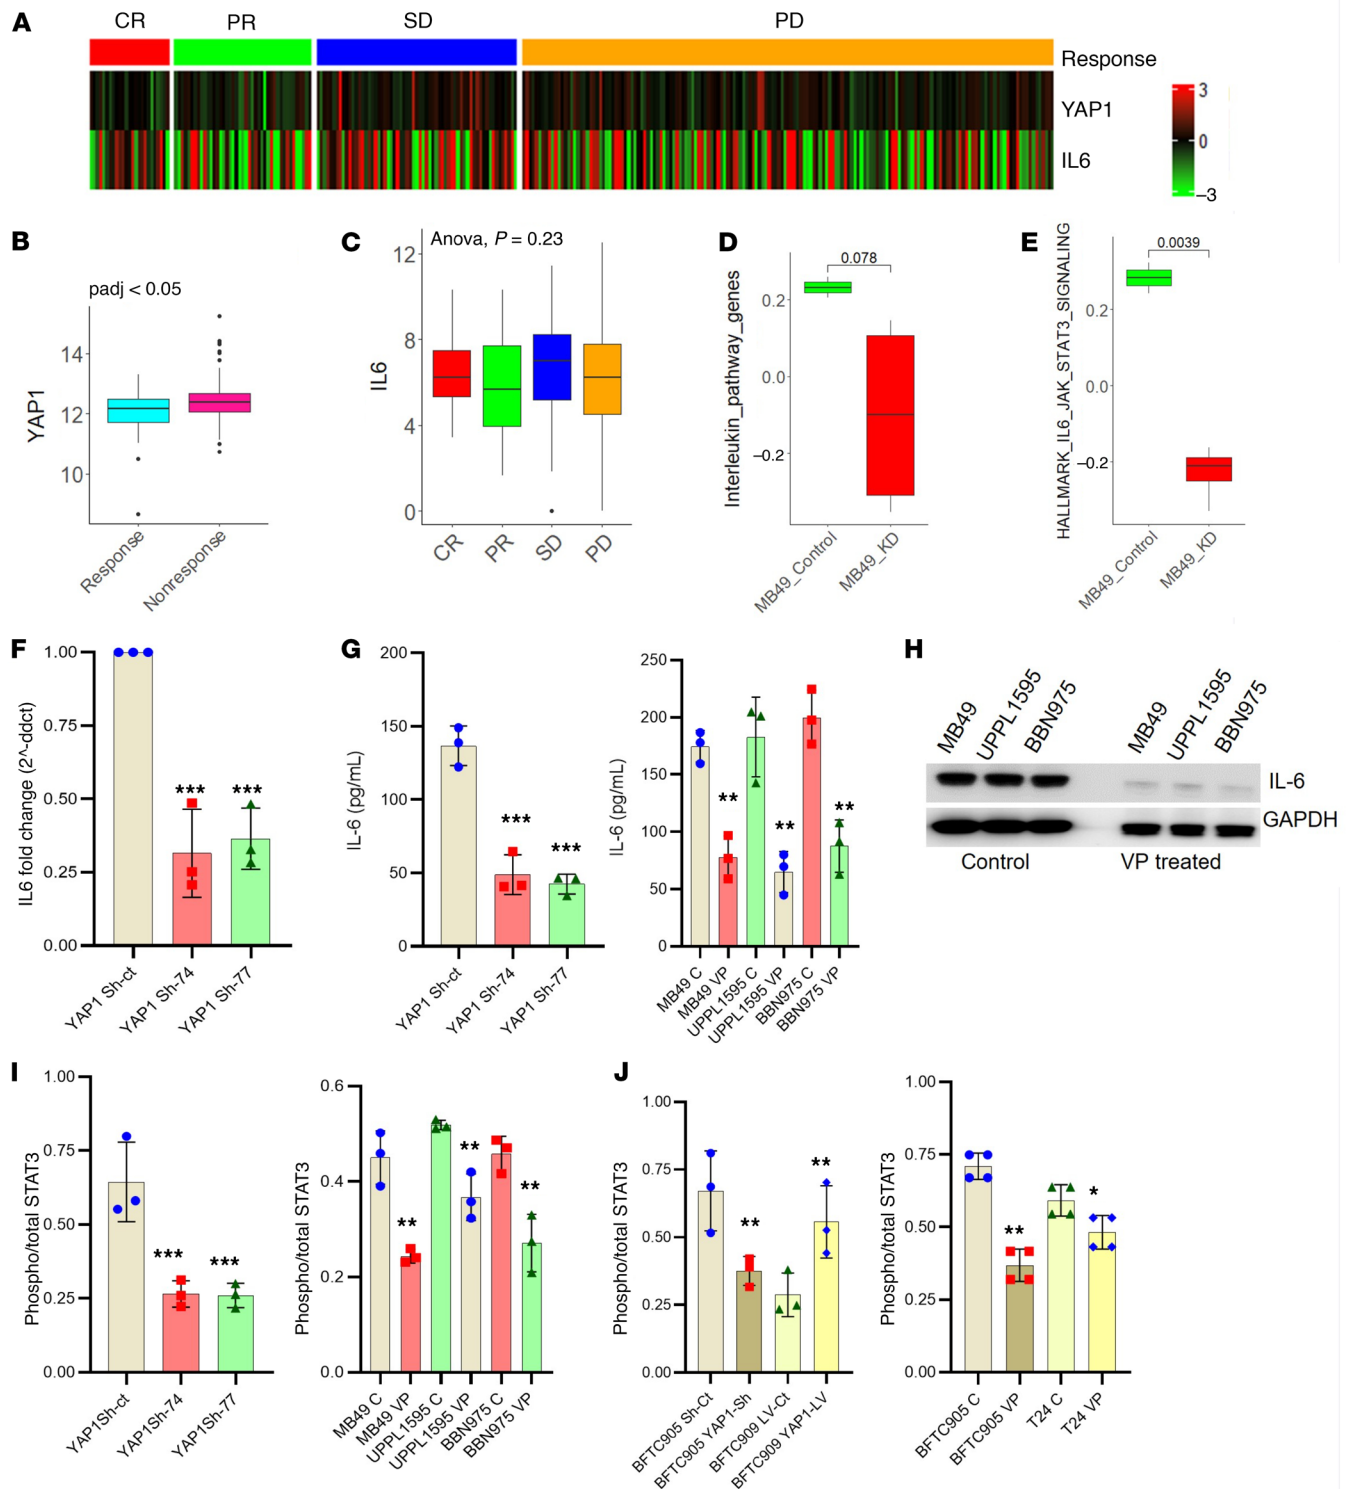 A
CR
PR
SD
PD
Response
YAP1
IL6
3
0
–3
B
padj < 0.05
YAP1
14
12
10
Response
Nonresponse
C
Anova, P = 0.23
IL6
12
8
4
0
CR
PR
SD
PD
D
0.078
Interleukin_pathway_genes
0.2
0.0
–0.2
MB49_Control
MB49_KD
E
0.0039
HALLMARK_IL6_JAK_STAT3_SIGNALING
0.2
0.0
–0.2
MB49_Control
MB49_KD
F
IL6 fold change (2^-ddct)
1.00
0.75
0.50
0.25
0.00
***
***
YAP1 Sh-ct
YAP1 Sh-74
YAP1 Sh-77
G
IL-6 (pg/mL)
200
150
100
50
0
***
***
YAP1 Sh-ct
YAP1 Sh-74
YAP1 Sh-77
IL-6 (pg/mL)
250
200
150
100
50
0
**
**
**
MB49 C
MB49 VP
UPPL1595 C
UPPL1595 VP
BBN975 C
BBN975 VP
H
MB49
UPPL1595
BBN975
MB49
UPPL1595
BBN975
IL-6
GAPDH
Control
VP treated
I
Phospho/total STAT3
1.00
0.75
0.50
0.25
0.00
***
***
YAP1Sh-ct
YAP1Sh-74
YAP1Sh-77
Phospho/total STAT3
0.6
0.4
0.2
0.0
**
**
**
MB49 C
MB49 VP
UPPL1595 C
UPPL1595 VP
BBN975 C
BBN975 VP
J
Phospho/total STAT3
1.00
0.75
0.50
0.25
0.00
**
**
BFTC905 Sh-Ct
BFTC905 YAP1-Sh
BFTC909 LV-Ct
BFTC909 YAP1-LV
Phospho/total STAT3
1.00
0.75
0.50
0.25
0.00
**
*
BFTC905 C
BFTC905 VP
T24 C
T24 VP